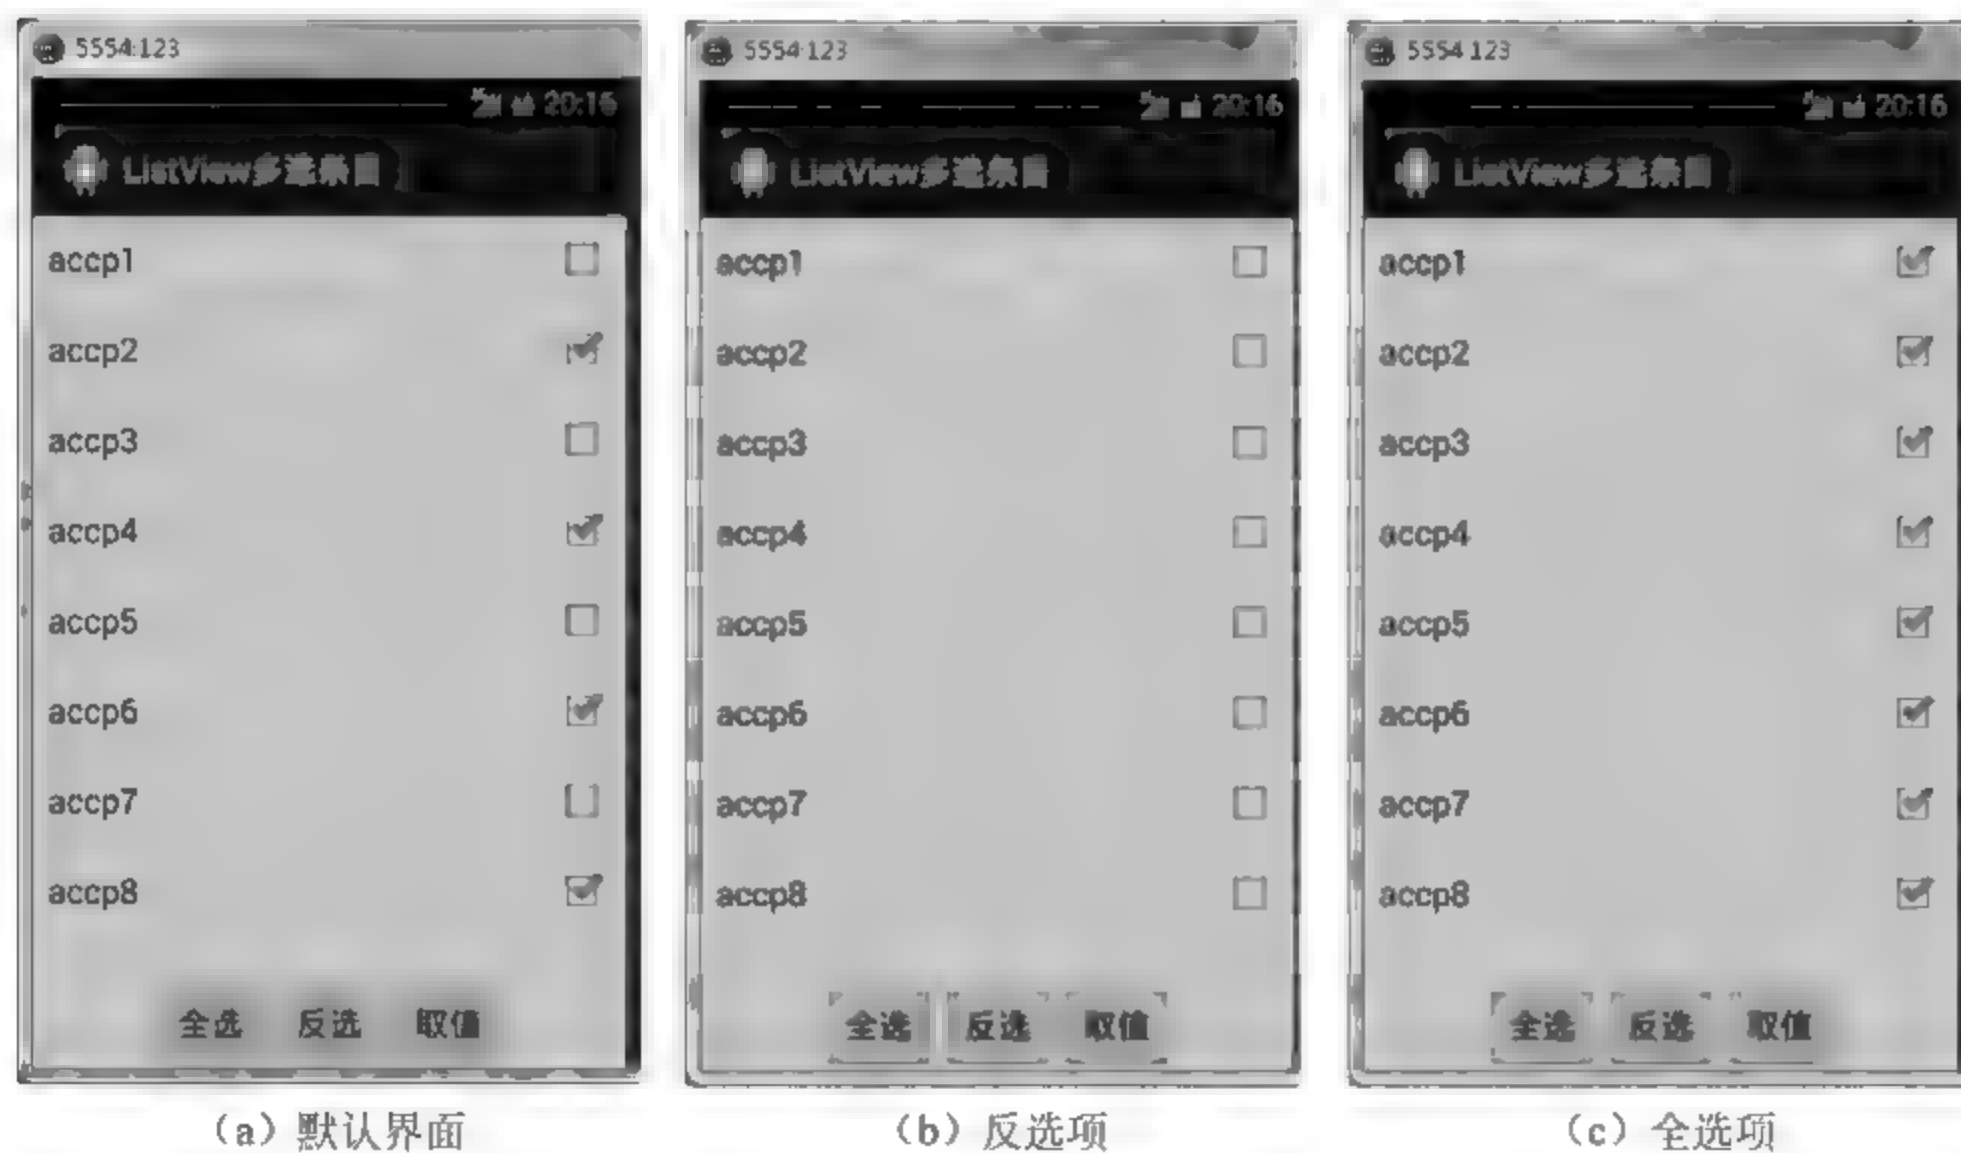 5554:123
20:16
ListView多选条目
accp1
accp2
accp3
accp4
accp5
accp6
accp7
accp8
全选 反选 取值
(a) 默认界面
5554:123
20:16
ListView多选条目
accp1
accp2
accp3
accp4
accp5
accp6
accp7
accp8
全选 反选 取值
(b) 反选项
5554:123
20:16
ListView多选条目
accp1
accp2
accp3
accp4
accp5
accp6
accp7
accp8
全选 反选 取值
(c) 全选项